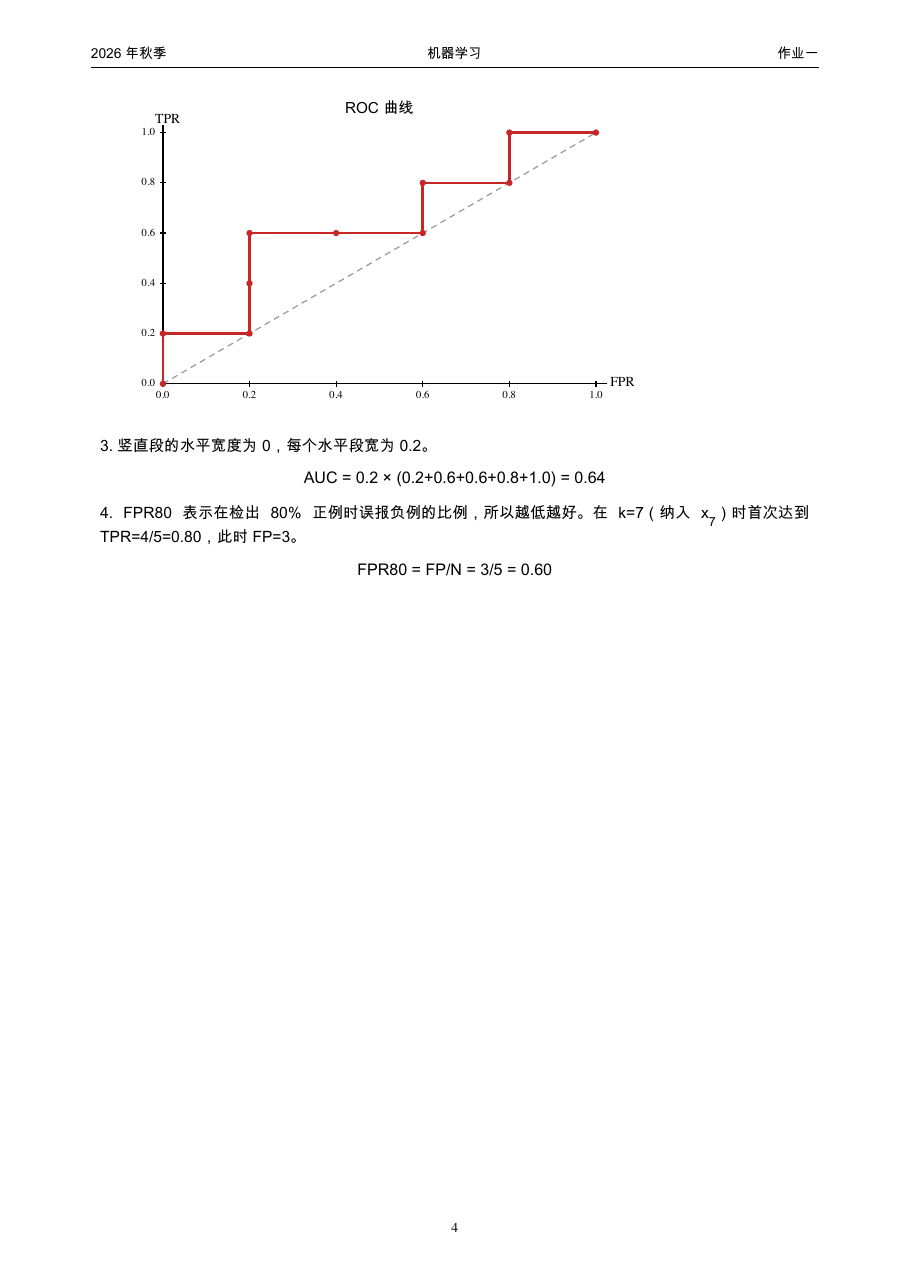 2026 年秋季 机器学习 作业一
ROC 曲线
TPR
1.0
0.8
0.6
0.4
0.2
0.0
0.0 0.2 0.4 0.6 0.8 1.0
FPR
3. 竖直段的水平宽度为 0，每个水平段宽为 0.2。
AUC = 0.2 × (0.2+0.6+0.6+0.8+1.0) = 0.64
4. FPR80 表示在检出 80% 正例时误报负例的比例，所以越低越好。在 k=7（纳入 x₇）时首次达到
TPR=4/5=0.80，此时 FP=3。
FPR80 = FP/N = 3/5 = 0.60
4